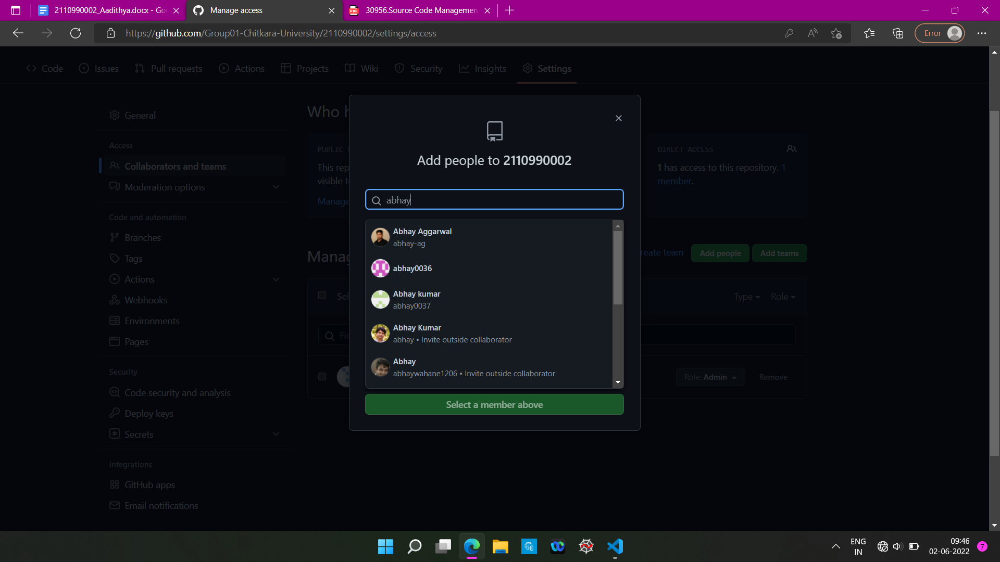 2110990002_Aadithya.docx - Go
Manage access
30956.Source Code Managemen
https://github.com/Group01-Chitkara-University/2110990002/settings/access
Error
Code
Issues
Pull requests
Actions
Projects
Wiki
Security
Insights
Settings
General
Access
Collaborators and teams
Moderation options
Code and automation
Branches
Tags
Actions
Webhooks
Environments
Pages
Security
Code security and analysis
Deploy keys
Secrets
Integrations
GitHub apps
Email notifications
Who h
PUBLIC
This rep
visible t
Manage
DIRECT ACCESS
1 has access to this repository. 1
member.
Manag
reate team
Add people
Add teams
Sel
Type
Role
Fin
Role: Admin
Remove
Add people to 2110990002
abhay
Abhay Aggarwal
abhay-ag
abhay0036
Abhay kumar
abhay0037
Abhay Kumar
abhay • Invite outside collaborator
Abhay
abhaywahane1206 • Invite outside collaborator
Select a member above
ENG
IN
09:46
02-06-2022
7